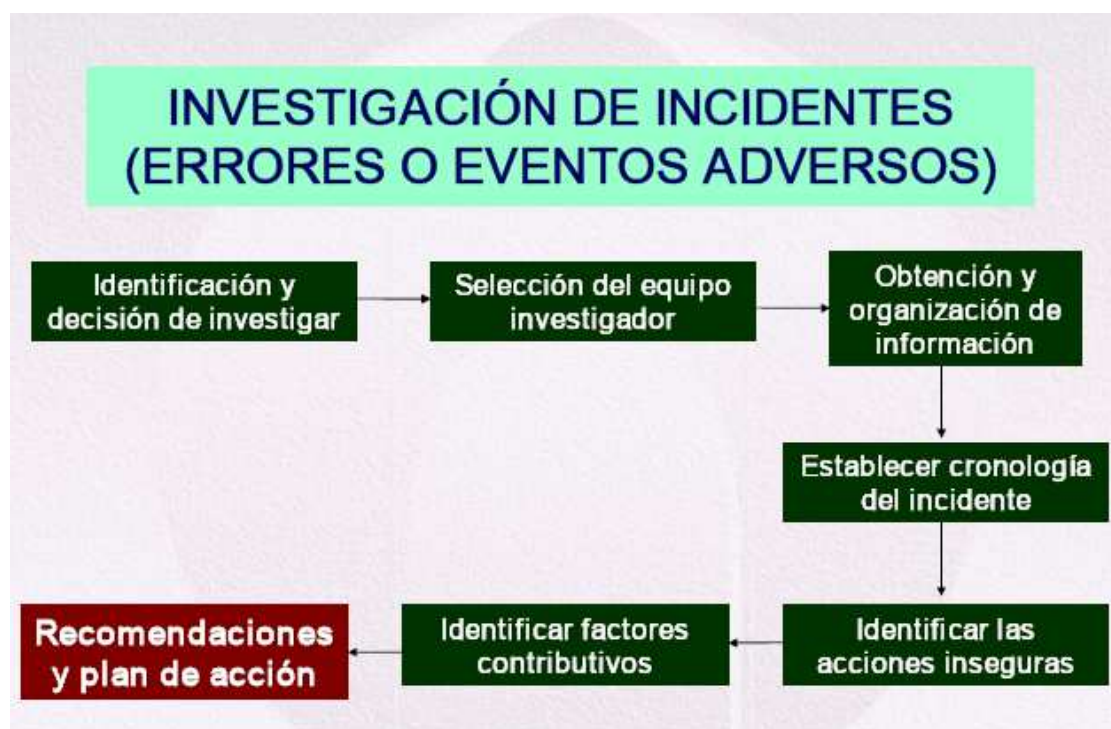 INVESTIGACIÓN DE INCIDENTES
(ERRORES O EVENTOS ADVERSOS)
Identificación y
decisión de investigar
Selección del equipo
investigador
Obtención y
organización de
información
Establecer cronología
del incidente
Identificar las
acciones inseguras
Identificar factores
contributivos
Recomendaciones
y plan de acción